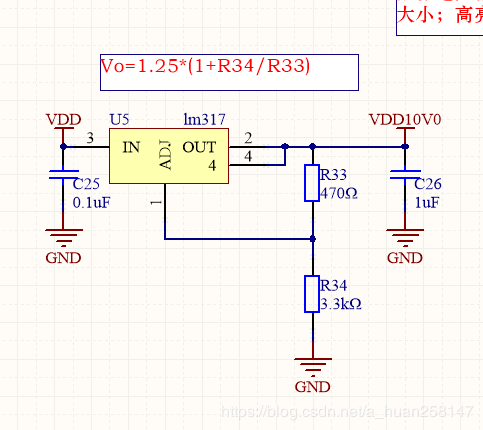 大小；高亮
Vo=1.25*(1+R34/R33)
VDD
U5
lm317
VDD10V0
3
IN
ADJ
OUT
4
2
4
1
C25
0.1uF
R33
470Ω
C26
1uF
GND
GND
R34
3.3kΩ
GND
https://blog.csdn.net/a_huan258147